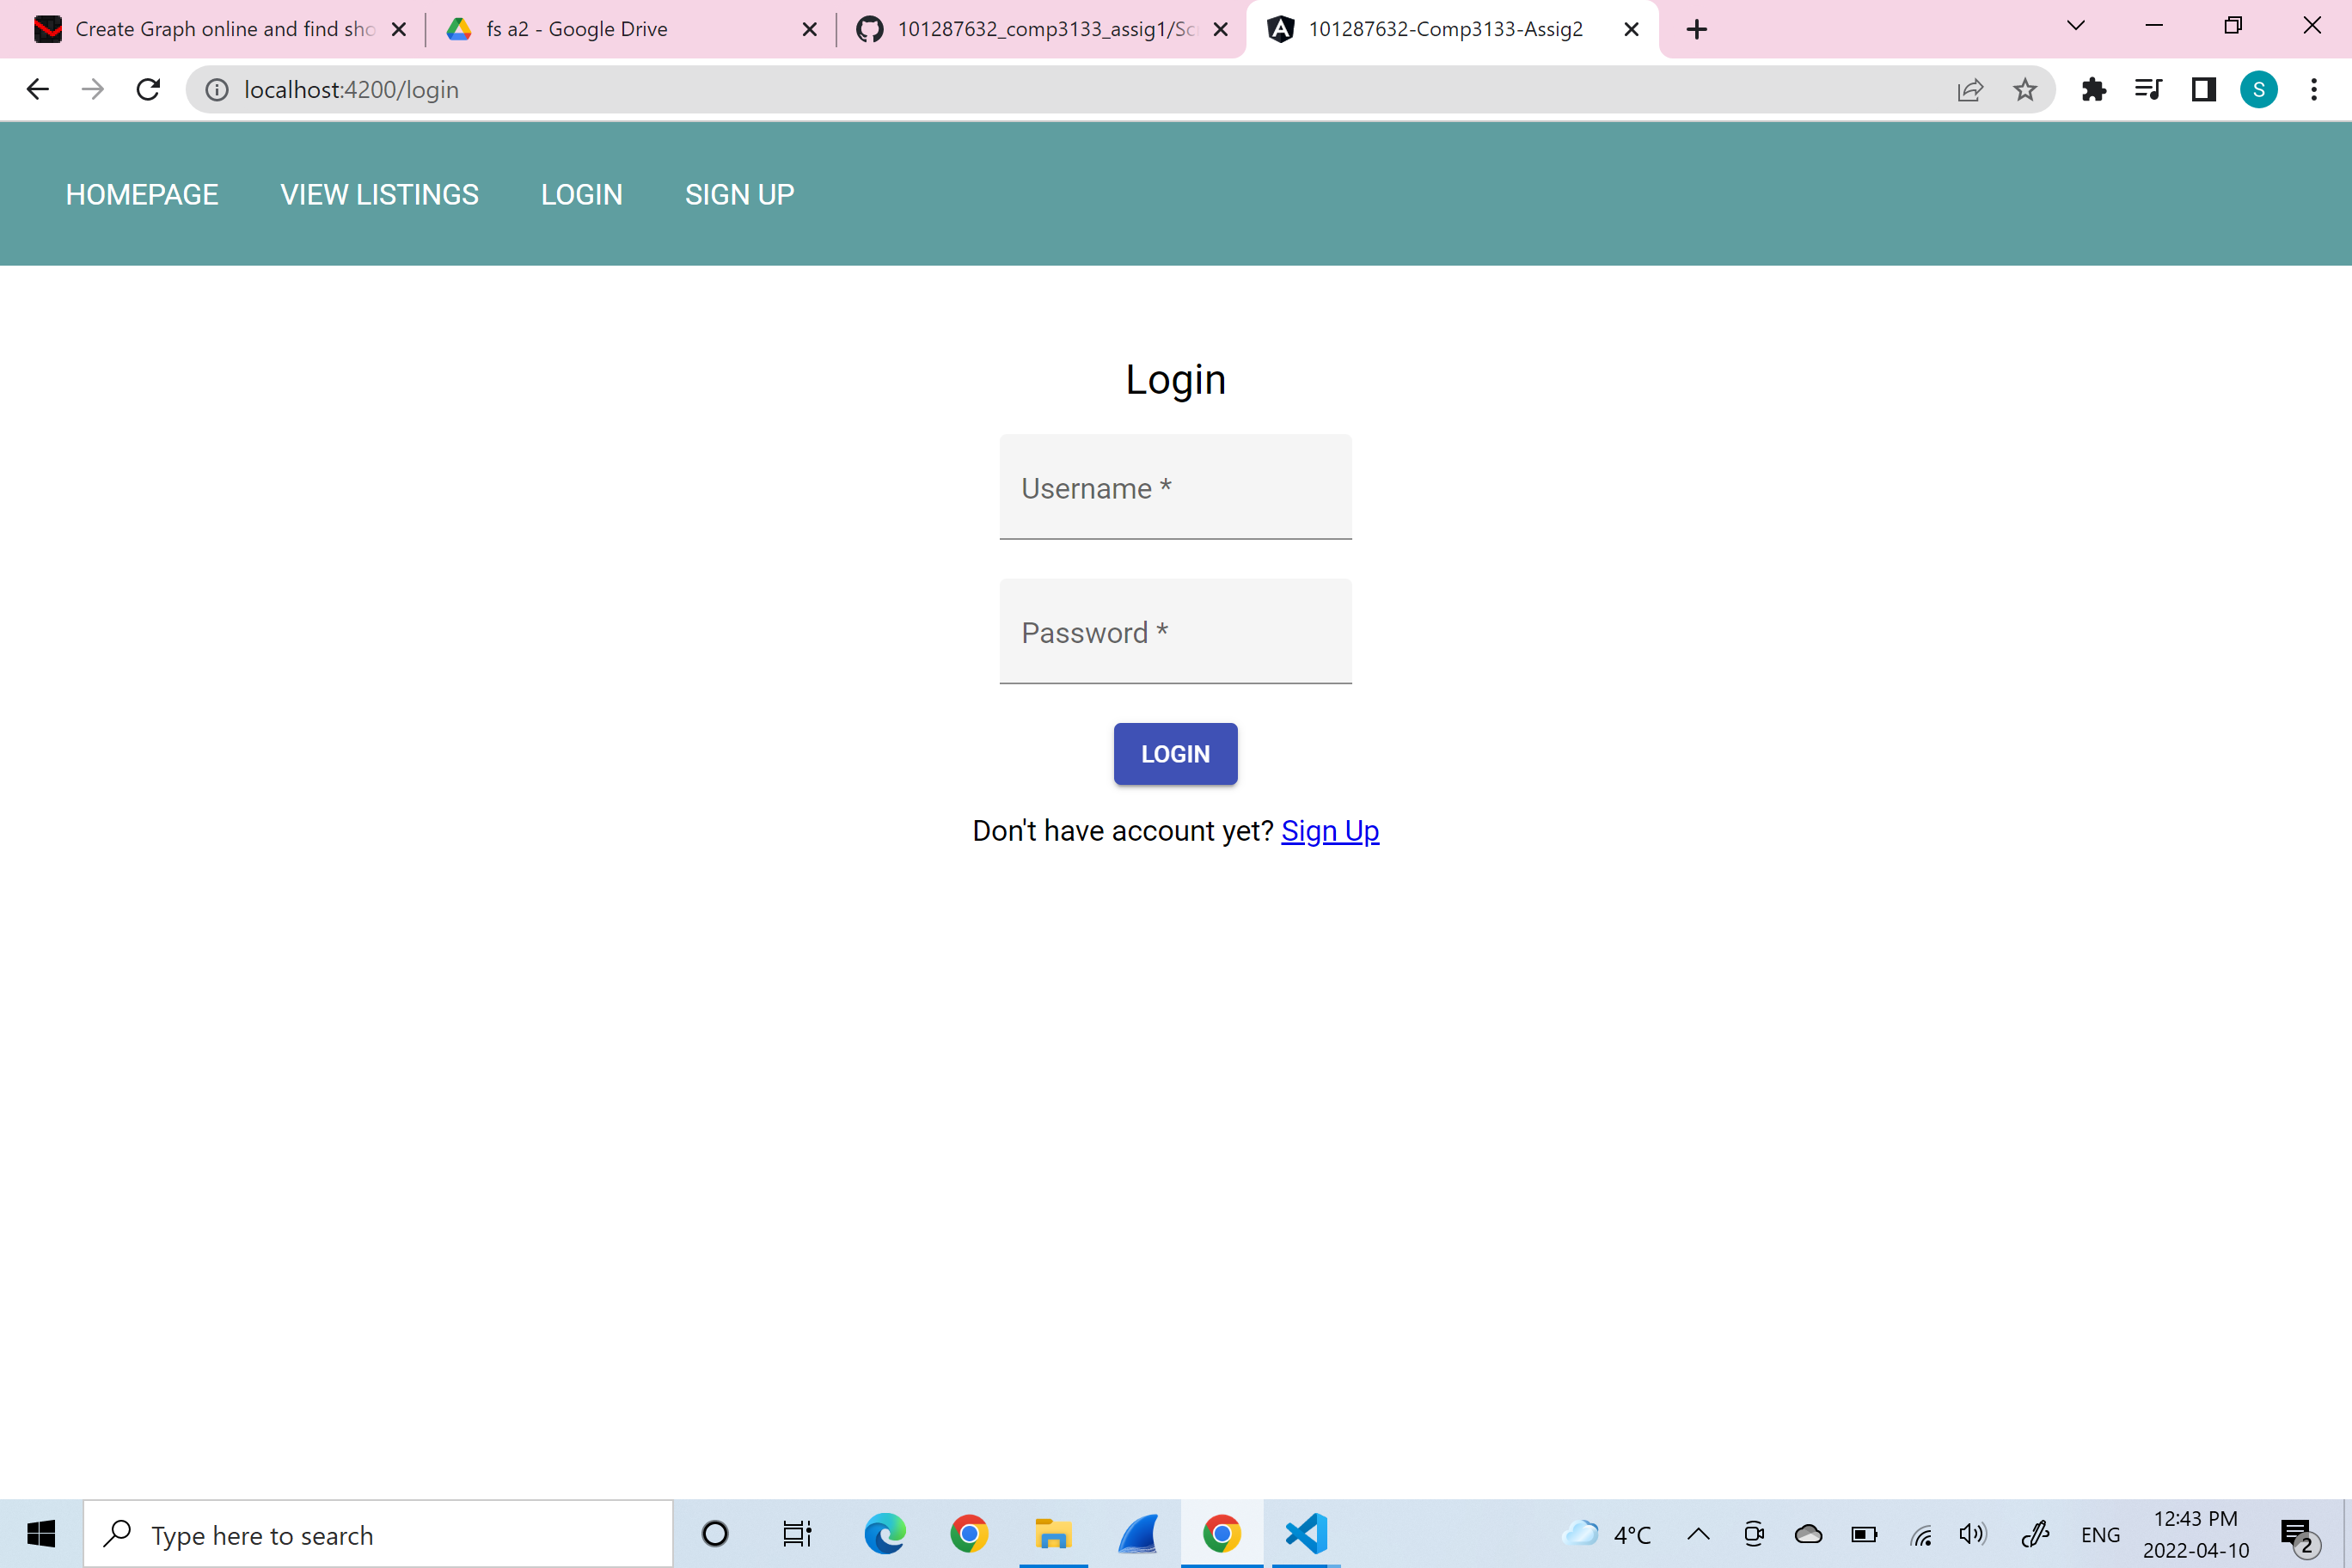 Create Graph online and find sho
fs a2 - Google Drive
101287632_comp3133_assig1/Sc
101287632-Comp3133-Assig2
localhost:4200/login
S
HOMEPAGE VIEW LISTINGS LOGIN SIGN UP
Login
Username *
Password *
LOGIN
Don't have account yet? Sign Up
Type here to search
4°C
ENG
12:43 PM
2022-04-10
2